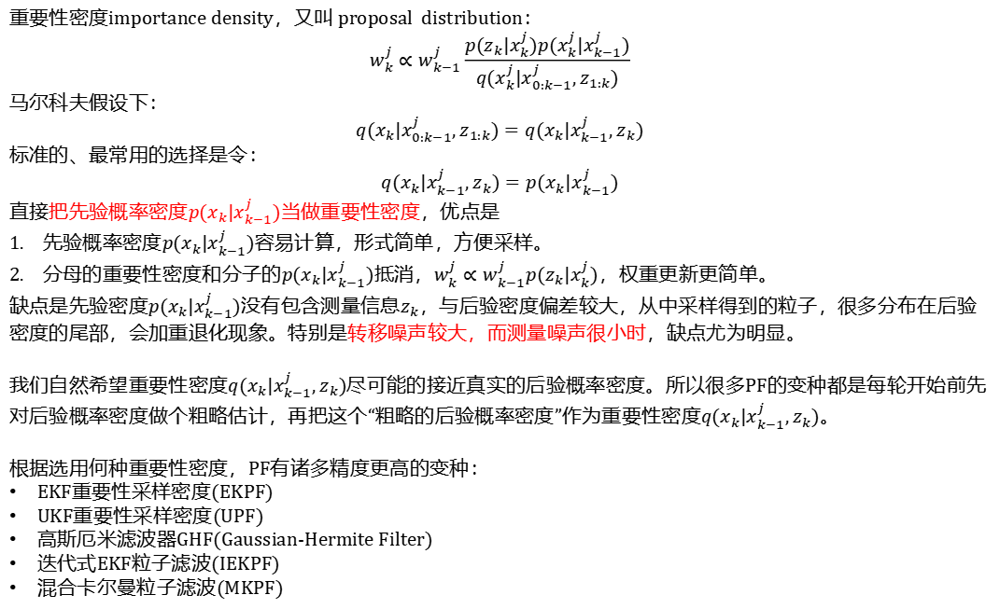 重要性密度importance density，又叫 proposal distribution：
$w_k^j \propto w_{k-1}^j \frac{p(z_k|x_k^j)p(x_k^j|x_{k-1}^j)}{q(x_k^j|x_{0:k-1}^j,z_{1:k})}$
马尔科夫假设下：
$q(x_k|x_{0:k-1}^j,z_{1:k}) = q(x_k|x_{k-1}^j,z_k)$
标准的、最常用的选择是令：
$q(x_k|x_{k-1}^j,z_k) = p(x_k|x_{k-1}^j)$
直接把先验概率密度$p(x_k|x_{k-1}^j)$当做重要性密度，优点是
1. 先验概率密度$p(x_k|x_{k-1}^j)$容易计算，形式简单，方便采样。
2. 分母的重要性密度和分子的$p(x_k|x_{k-1}^j)$抵消，$w_k^j \propto w_{k-1}^j p(z_k|x_k^j)$，权重更新更简单。
缺点是先验密度$p(x_k|x_{k-1}^j)$没有包含测量信息$z_k$，与后验密度偏差较大，从中采样得到的粒子，很多分布在后验
密度的尾部，会加重退化现象。特别是转移噪声较大，而测量噪声很小时，缺点尤为明显。
我们自然希望重要性密度$q(x_k|x_{k-1}^j,z_k)$尽可能的接近真实的后验概率密度。所以很多PF的变种都是每轮开始前先
对后验概率密度做个粗略估计，再把这个“粗略的后验概率密度”作为重要性密度$q(x_k|x_{k-1}^j,z_k)$。
根据选用何种重要性密度，PF有诸多精度更高的变种：
• EKF重要性采样密度(EKPF)
• UKF重要性采样密度(UPF)
• 高斯厄米滤波器GHF(Gaussian-Hermite Filter)
• 迭代式EKF粒子滤波(IEKPF)
• 混合卡尔曼粒子滤波(MKPF)